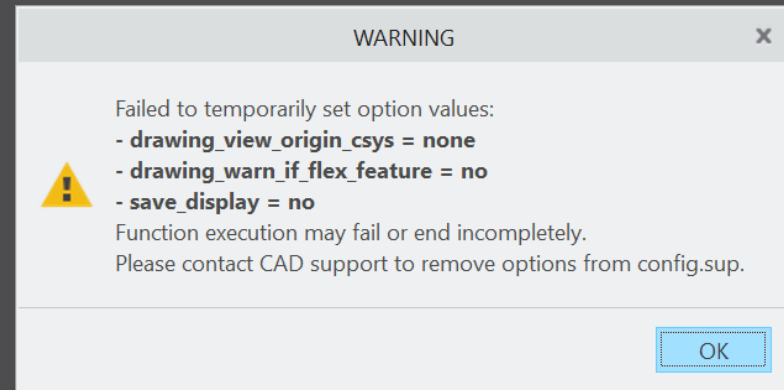 WARNING
Failed to temporarily set option values:
- drawing_view_origin_csys = none
- drawing_warn_if_flex_feature = no
- save_display = no
Function execution may fail or end incompletely.
Please contact CAD support to remove options from config.sup.
OK